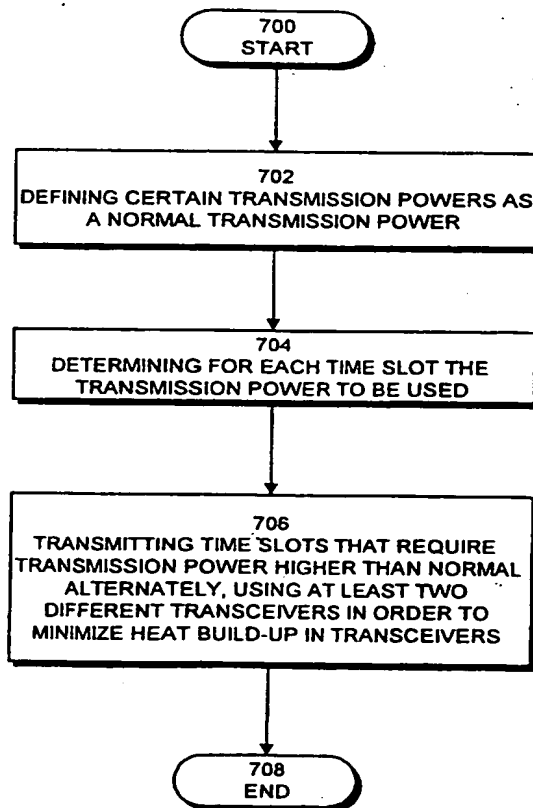 700
START
702
DEFINING CERTAIN TRANSMISSION POWERS AS
A NORMAL TRANSMISSION POWER
704
DETERMINING FOR EACH TIME SLOT THE
TRANSMISSION POWER TO BE USED
706
TRANSMITTING TIME SLOTS THAT REQUIRE
TRANSMISSION POWER HIGHER THAN NORMAL
ALTERNATELY, USING AT LEAST TWO
DIFFERENT TRANSCEIVERS IN ORDER TO
MINIMIZE HEAT BUILD-UP IN TRANSCEIVERS
708
END